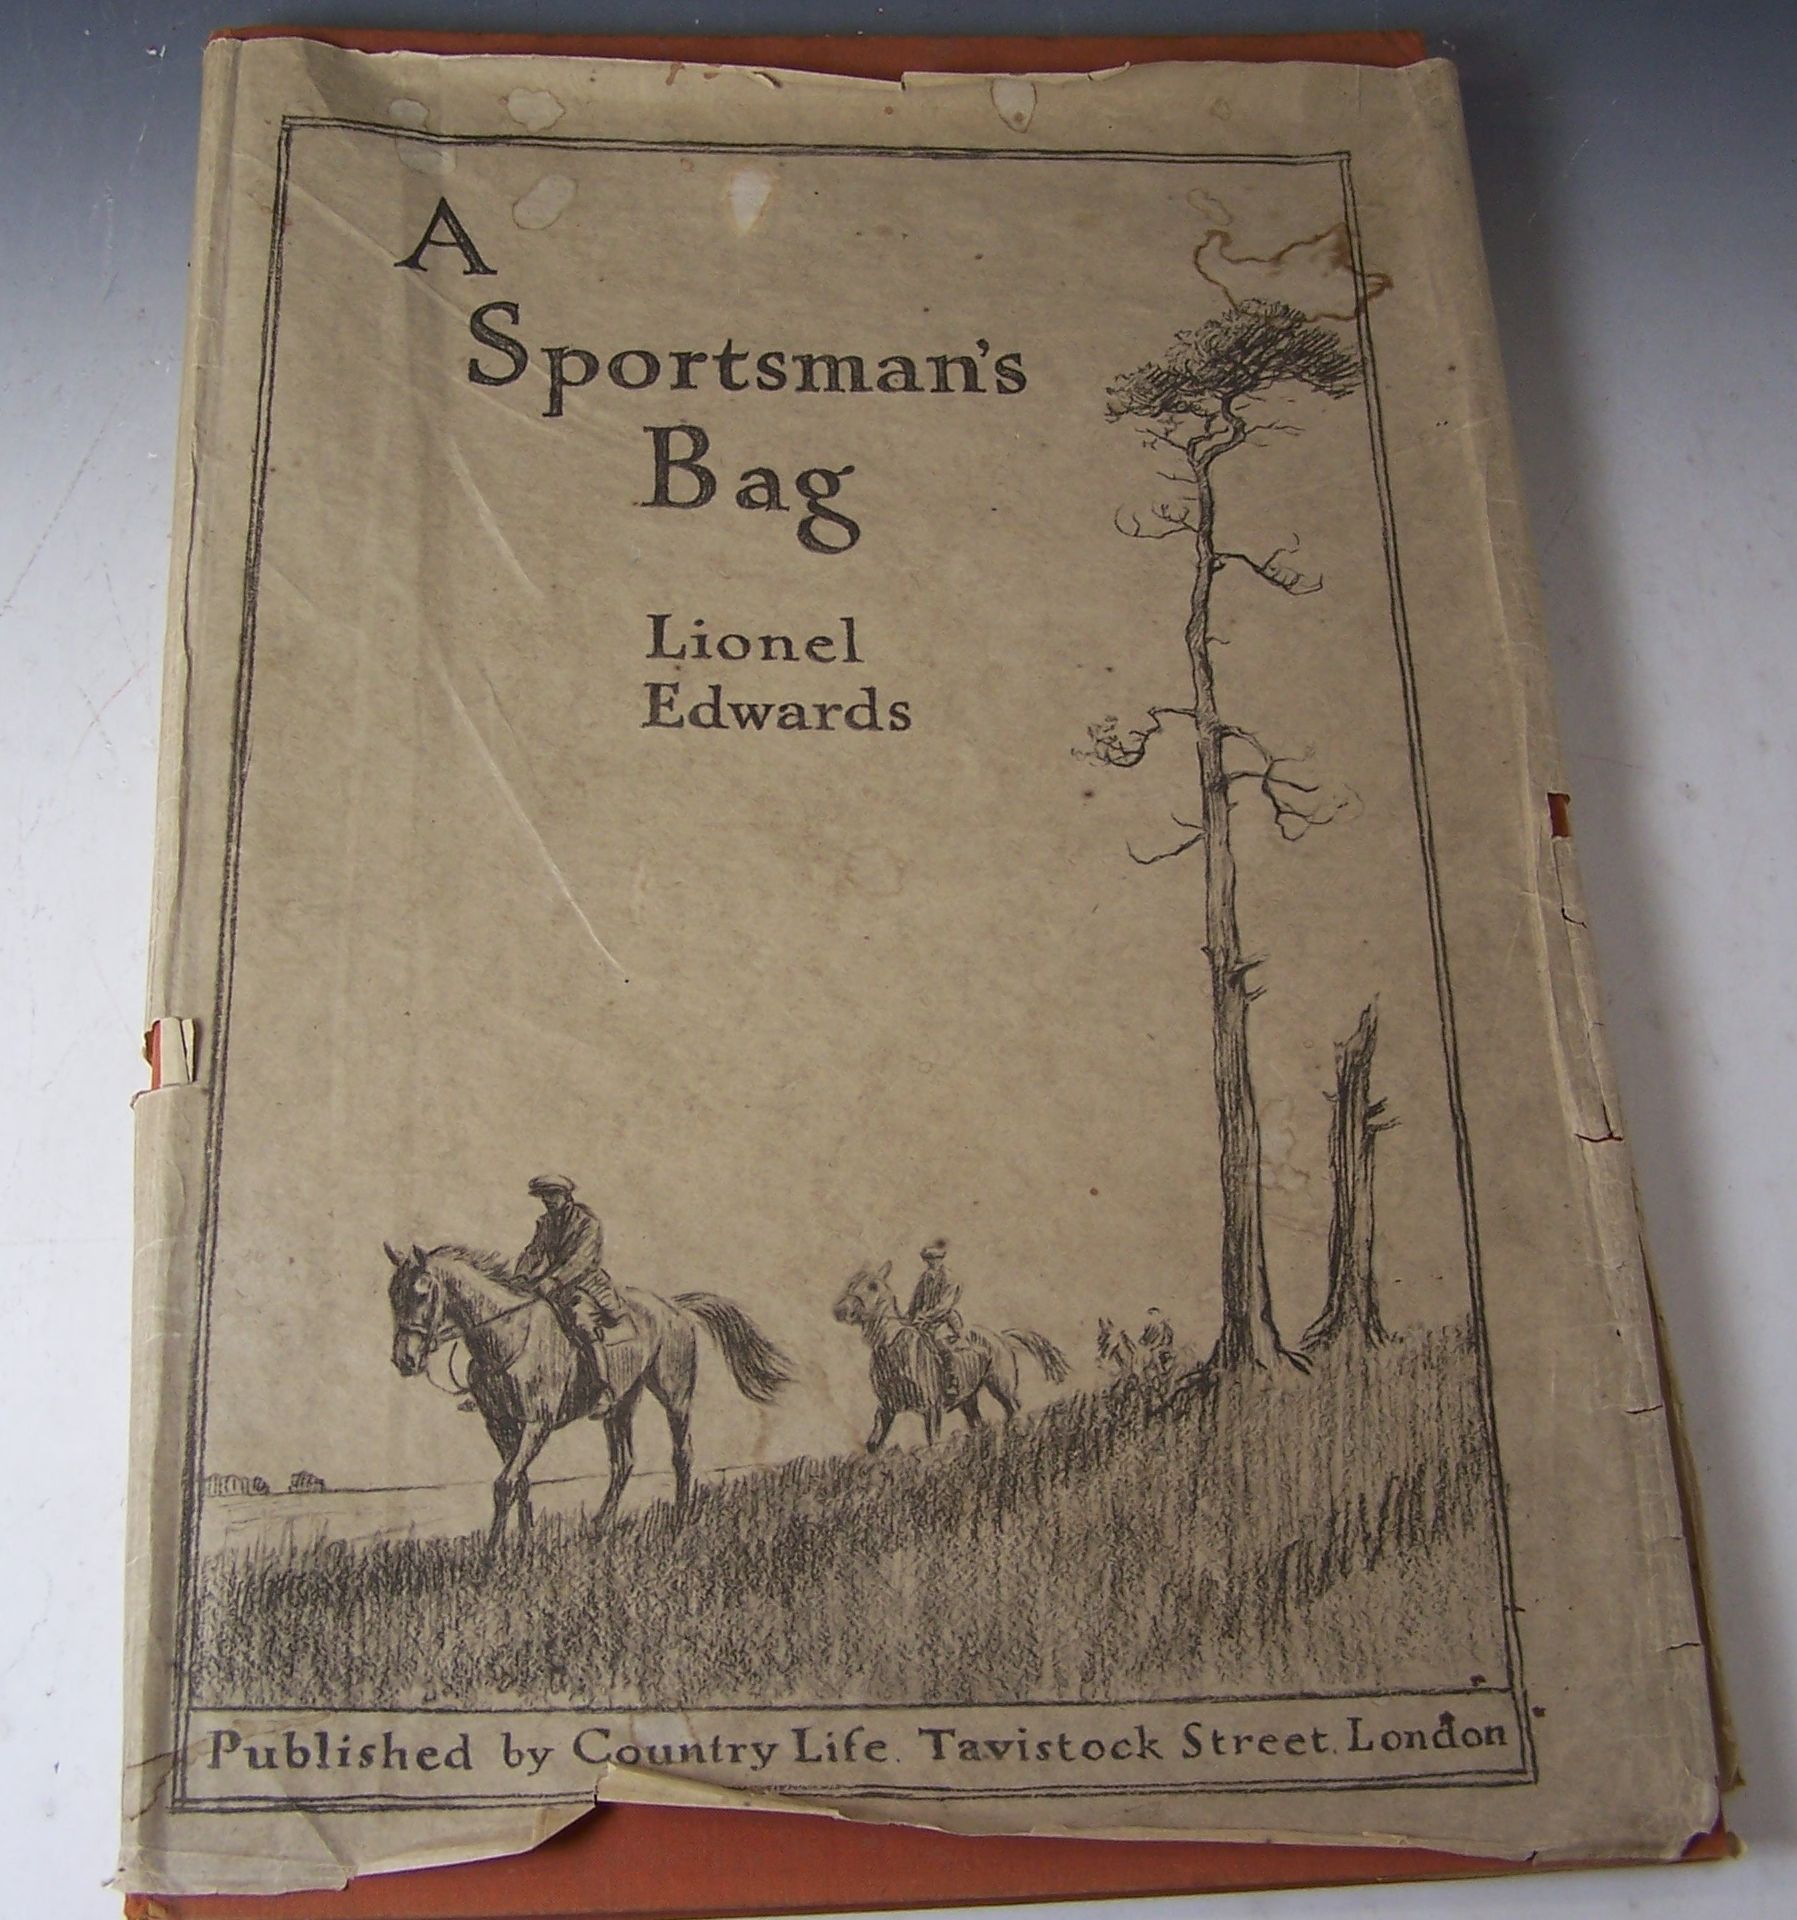 A
Sportsman's
Bag
Lionel
Edwards
Published by Country Life. Tavistock Street. London